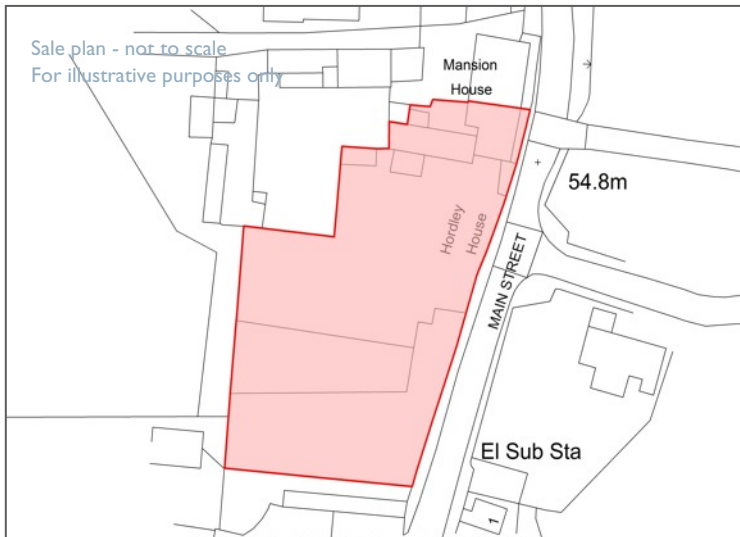 Sale plan - not to scale
For illustrative purposes only
Mansion
House
54.8m
Hordley
House
MAIN STREET
El Sub Sta
1